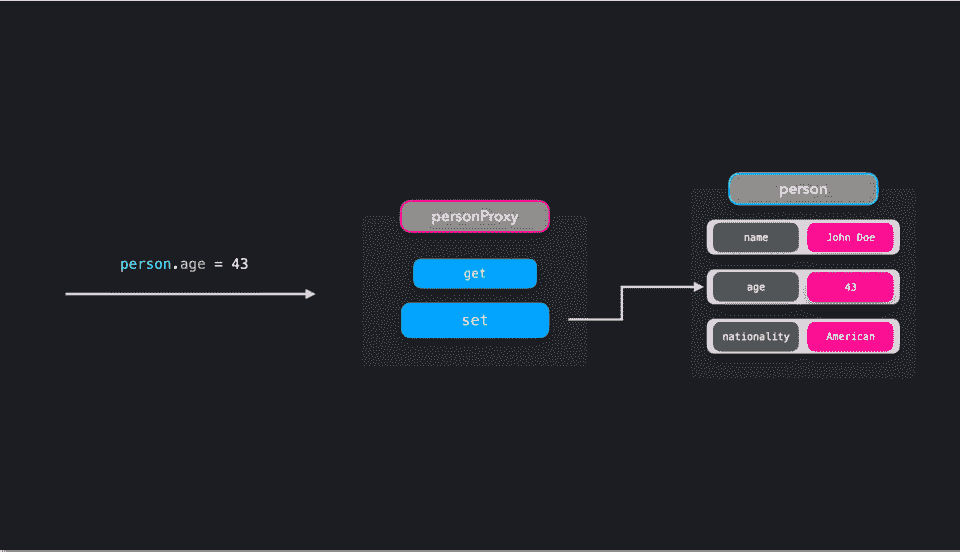 person.age = 43
personProxy
get
set
person
name John Doe
age 43
nationality American